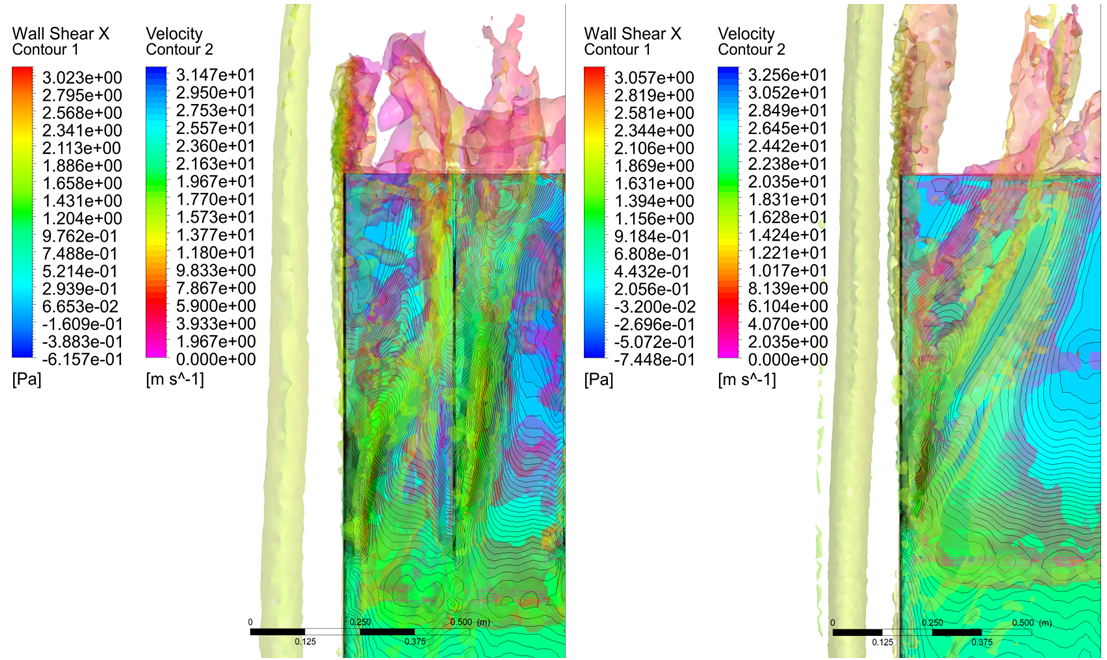 Wall Shear X
Contour 1
3.023e+00
2.795e+00
2.568e+00
2.341e+00
2.113e+00
1.886e+00
1.658e+00
1.431e+00
1.204e+00
9.762e-01
7.488e-01
5.214e-01
2.939e-01
6.653e-02
-1.609e-01
-3.883e-01
-6.157e-01
[Pa]
Velocity
Contour 2
3.147e+01
2.950e+01
2.753e+01
2.557e+01
2.360e+01
2.163e+01
1.967e+01
1.770e+01
1.573e+01
1.377e+01
1.180e+01
9.833e+00
7.867e+00
5.900e+00
3.933e+00
1.967e+00
0.000e+00
[m s^-1]
0 0.250 0.500 (m)
0.125 0.375
Wall Shear X
Contour 1
3.057e+00
2.819e+00
2.581e+00
2.344e+00
2.106e+00
1.869e+00
1.631e+00
1.394e+00
1.156e+00
9.184e-01
6.808e-01
4.432e-01
2.056e-01
-3.200e-02
-2.696e-01
-5.072e-01
-7.448e-01
[Pa]
Velocity
Contour 2
3.256e+01
3.052e+01
2.849e+01
2.645e+01
2.442e+01
2.238e+01
2.035e+01
1.831e+01
1.628e+01
1.424e+01
1.221e+01
1.017e+01
8.139e+00
6.104e+00
4.070e+00
2.035e+00
0.000e+00
[m s^-1]
0 0.250 0.500 (m)
0.125 0.375